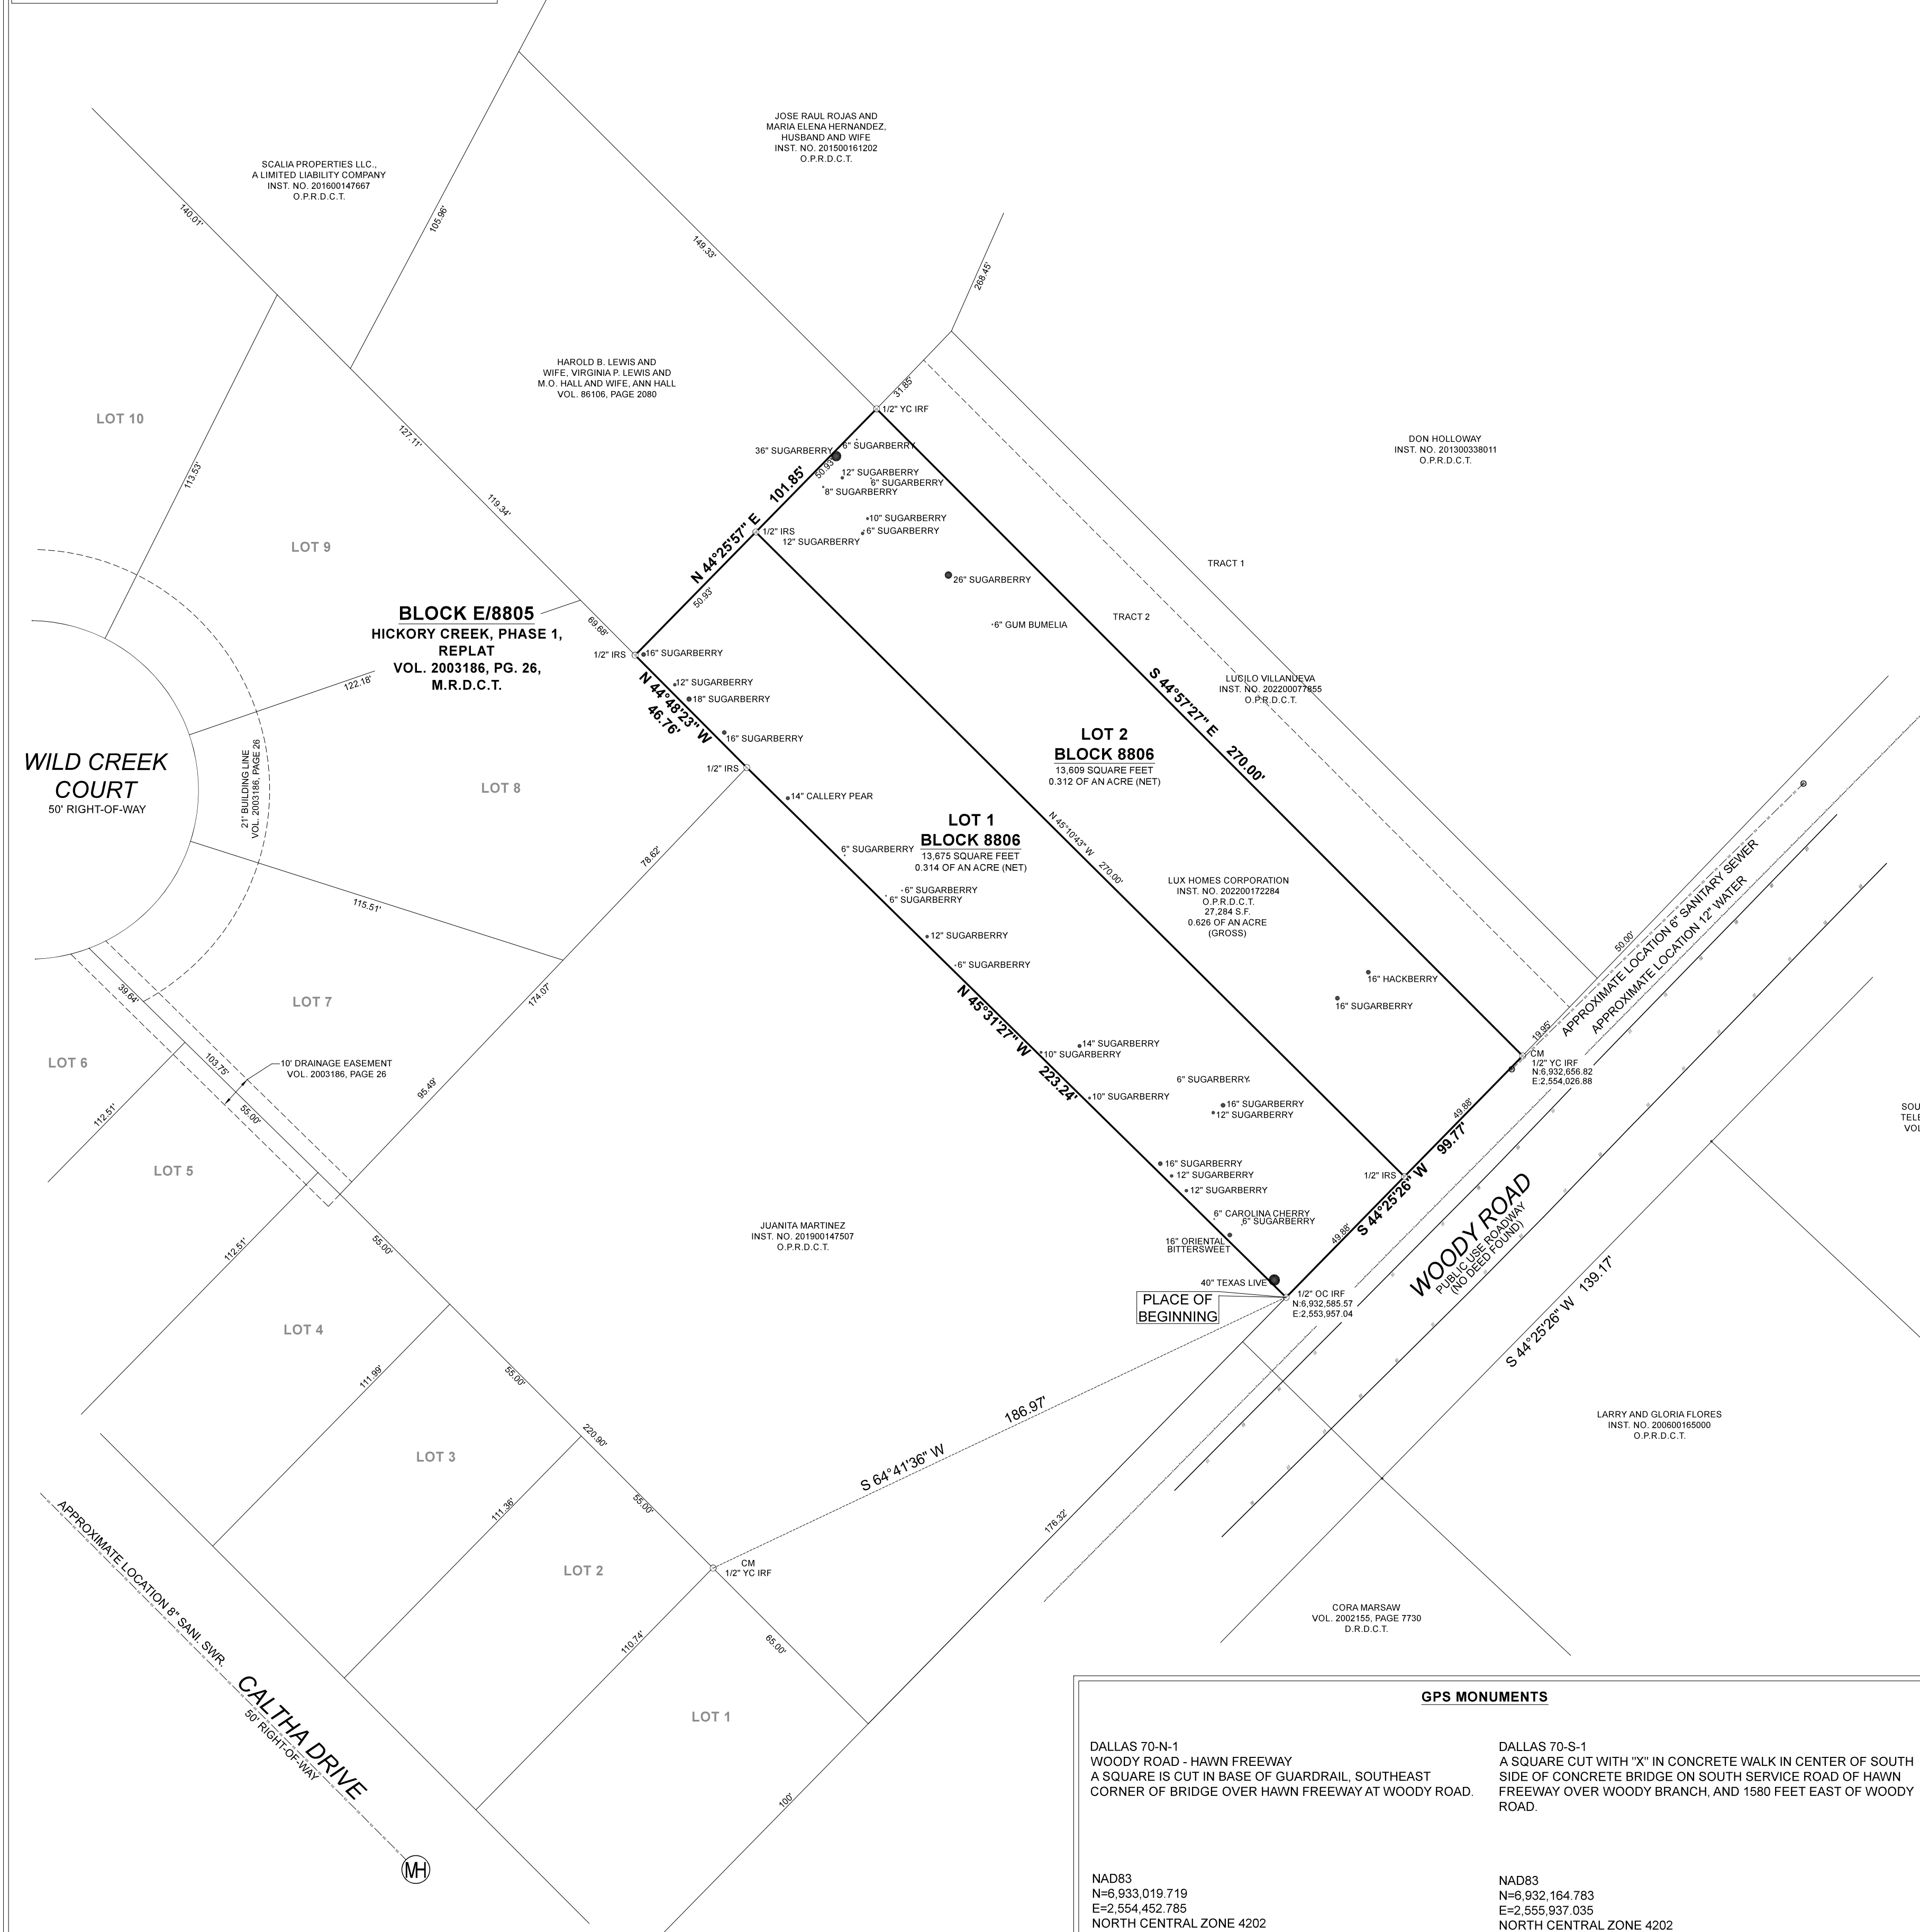 JOSE RAUL ROJAS AND
MARIA ELENA HERNANDEZ,
HUSBAND AND WIFE
INST. NO. 201500161202
O.P.R.D.C.T.
SCALIA PROPERTIES LLC.,
A LIMITED LIABILITY COMPANY
INST. NO. 201600147667
O.P.R.D.C.T.
140.01'
105.96'
149.33'
268.45'
HAROLD B. LEWIS AND
WIFE, VIRGINIA P. LEWIS AND
M.O. HALL AND WIFE, ANN HALL
VOL. 86106, PAGE 2080
31.85'
1/2" YC IRF
LOT 10
127.11'
113.53'
119.34'
DON HOLLOWAY
INST. NO. 201300338011
O.P.R.D.C.T.
36" SUGARBERRY
6" SUGARBERRY
50.93'
12" SUGARBERRY
6" SUGARBERRY
8" SUGARBERRY
N 44°25'57" E 101.85'
10" SUGARBERRY
6" SUGARBERRY
12" SUGARBERRY
1/2" IRS
LOT 9
50.93'
26" SUGARBERRY
6" GUM BUMELIA
TRACT 1
TRACT 2
BLOCK E/8805
HICKORY CREEK, PHASE 1,
REPLAT
VOL. 2003186, PG. 26,
M.R.D.C.T.
69.68'
1/2" IRS
16" SUGARBERRY
12" SUGARBERRY
18" SUGARBERRY
16" SUGARBERRY
N 44°48'23" W
46.76'
1/2" IRS
122.18'
S 44°57'27" E 270.00'
LUCILO VILLANUEVA
INST. NO. 202200077855
O.P.R.D.C.T.
LOT 2
BLOCK 8806
13,609 SQUARE FEET
0.312 OF AN ACRE (NET)
WILD CREEK
COURT
50' RIGHT-OF-WAY
21' BUILDING LINE
VOL. 2003186, PAGE 26
LOT 8
14" CALLERY PEAR
LOT 1
BLOCK 8806
13,675 SQUARE FEET
0.314 OF AN ACRE (NET)
N 45°10'43" W 270.00'
6" SUGARBERRY
6" SUGARBERRY
6" SUGARBERRY
78.62'
115.51'
LUX HOMES CORPORATION
INST. NO. 202200172284
O.P.R.D.C.T.
27,284 S.F.
0.626 OF AN ACRE
(GROSS)
12" SUGARBERRY
6" SUGARBERRY
50.00'
APPROXIMATE LOCATION 6" SANITARY SEWER
APPROXIMATE LOCATION 12" WATER
16" HACKBERRY
16" SUGARBERRY
39.64'
LOT 7
174.07'
N 45°31'27" W 223.24'
19.95'
CM
1/2" YC IRF
N:6,932,656.82
E:2,554,026.88
14" SUGARBERRY
10" SUGARBERRY
LOT 6
103.75'
10' DRAINAGE EASEMENT
VOL. 2003186, PAGE 26
55.00'
95.49'
112.51'
10" SUGARBERRY
6" SUGARBERRY
16" SUGARBERRY
12" SUGARBERRY
49.88'
S 44°25'26" W 99.77'
LOT 5
16" SUGARBERRY
12" SUGARBERRY
12" SUGARBERRY
1/2" IRS
6" CAROLINA CHERRY
6" SUGARBERRY
49.88'
WOODY ROAD
PUBLIC USE ROADWAY
(NO DEED FOUND)
JUANITA MARTINEZ
INST. NO. 201900147507
O.P.R.D.C.T.
112.51'
55.00'
16" ORIENTAL
BITTERSWEET
40" TEXAS LIVE
PLACE OF
BEGINNING
1/2" OC IRF
N:6,932,585.57
E:2,553,957.04
S 44°25'26" W 139.17'
LOT 4
111.99'
55.00'
S 64°41'36" W 186.97'
LARRY AND GLORIA FLORES
INST. NO. 200600165000
O.P.R.D.C.T.
LOT 3
220.90'
111.36'
55.00'
176.32'
LOT 2
CM
1/2" YC IRF
APPROXIMATE LOCATION 8" SANI. SWR.
110.74'
65.00'
CORA MARSAW
VOL. 2002155, PAGE 7730
D.R.D.C.T.
CALTHA DRIVE
50' RIGHT-OF-WAY
LOT 1
100'
MH
SOU
TELE
VOL
GPS MONUMENTS
DALLAS 70-N-1
WOODY ROAD - HAWN FREEWAY
A SQUARE IS CUT IN BASE OF GUARDRAIL, SOUTHEAST
CORNER OF BRIDGE OVER HAWN FREEWAY AT WOODY ROAD.
NAD83
N=6,933,019.719
E=2,554,452.785
NORTH CENTRAL ZONE 4202
DALLAS 70-S-1
A SQUARE CUT WITH "X" IN CONCRETE WALK IN CENTER OF SOUTH
SIDE OF CONCRETE BRIDGE ON SOUTH SERVICE ROAD OF HAWN
FREEWAY OVER WOODY BRANCH, AND 1580 FEET EAST OF WOODY
ROAD.
NAD83
N=6,932,164.783
E=2,555,937.035
NORTH CENTRAL ZONE 4202